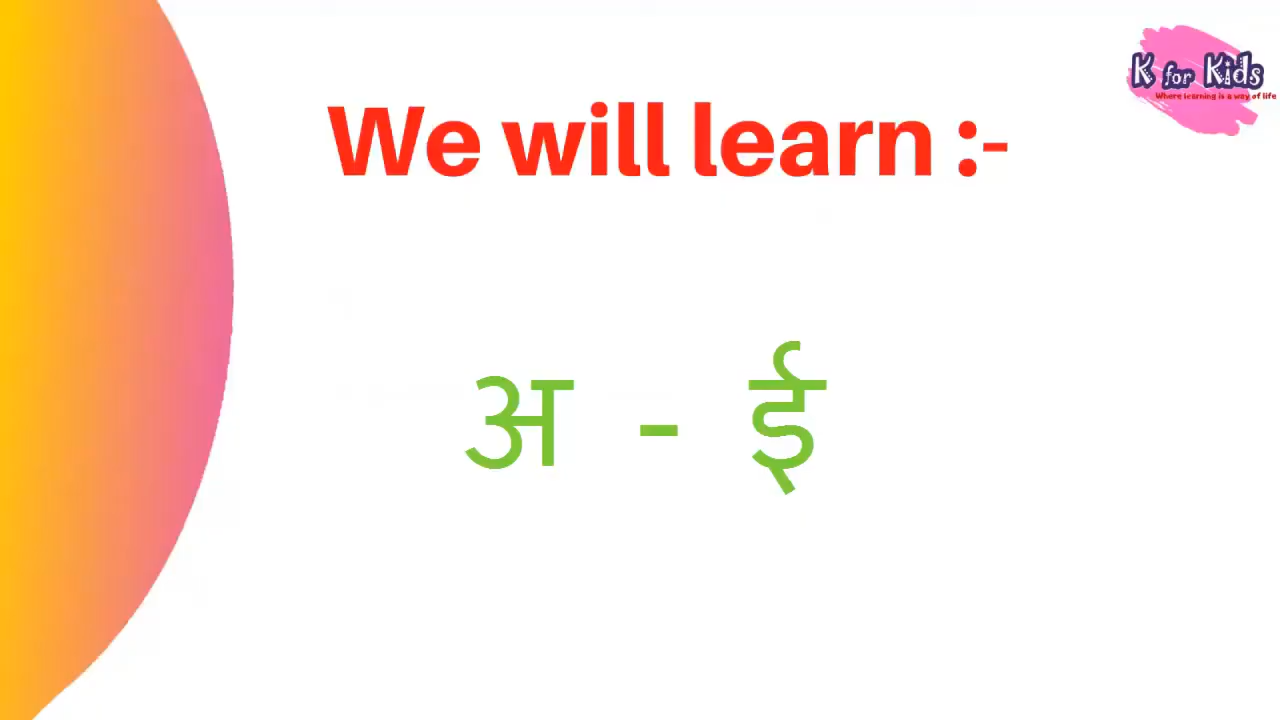 K for Kids
Where learning is a way of life
We will learn :-
अ - ई